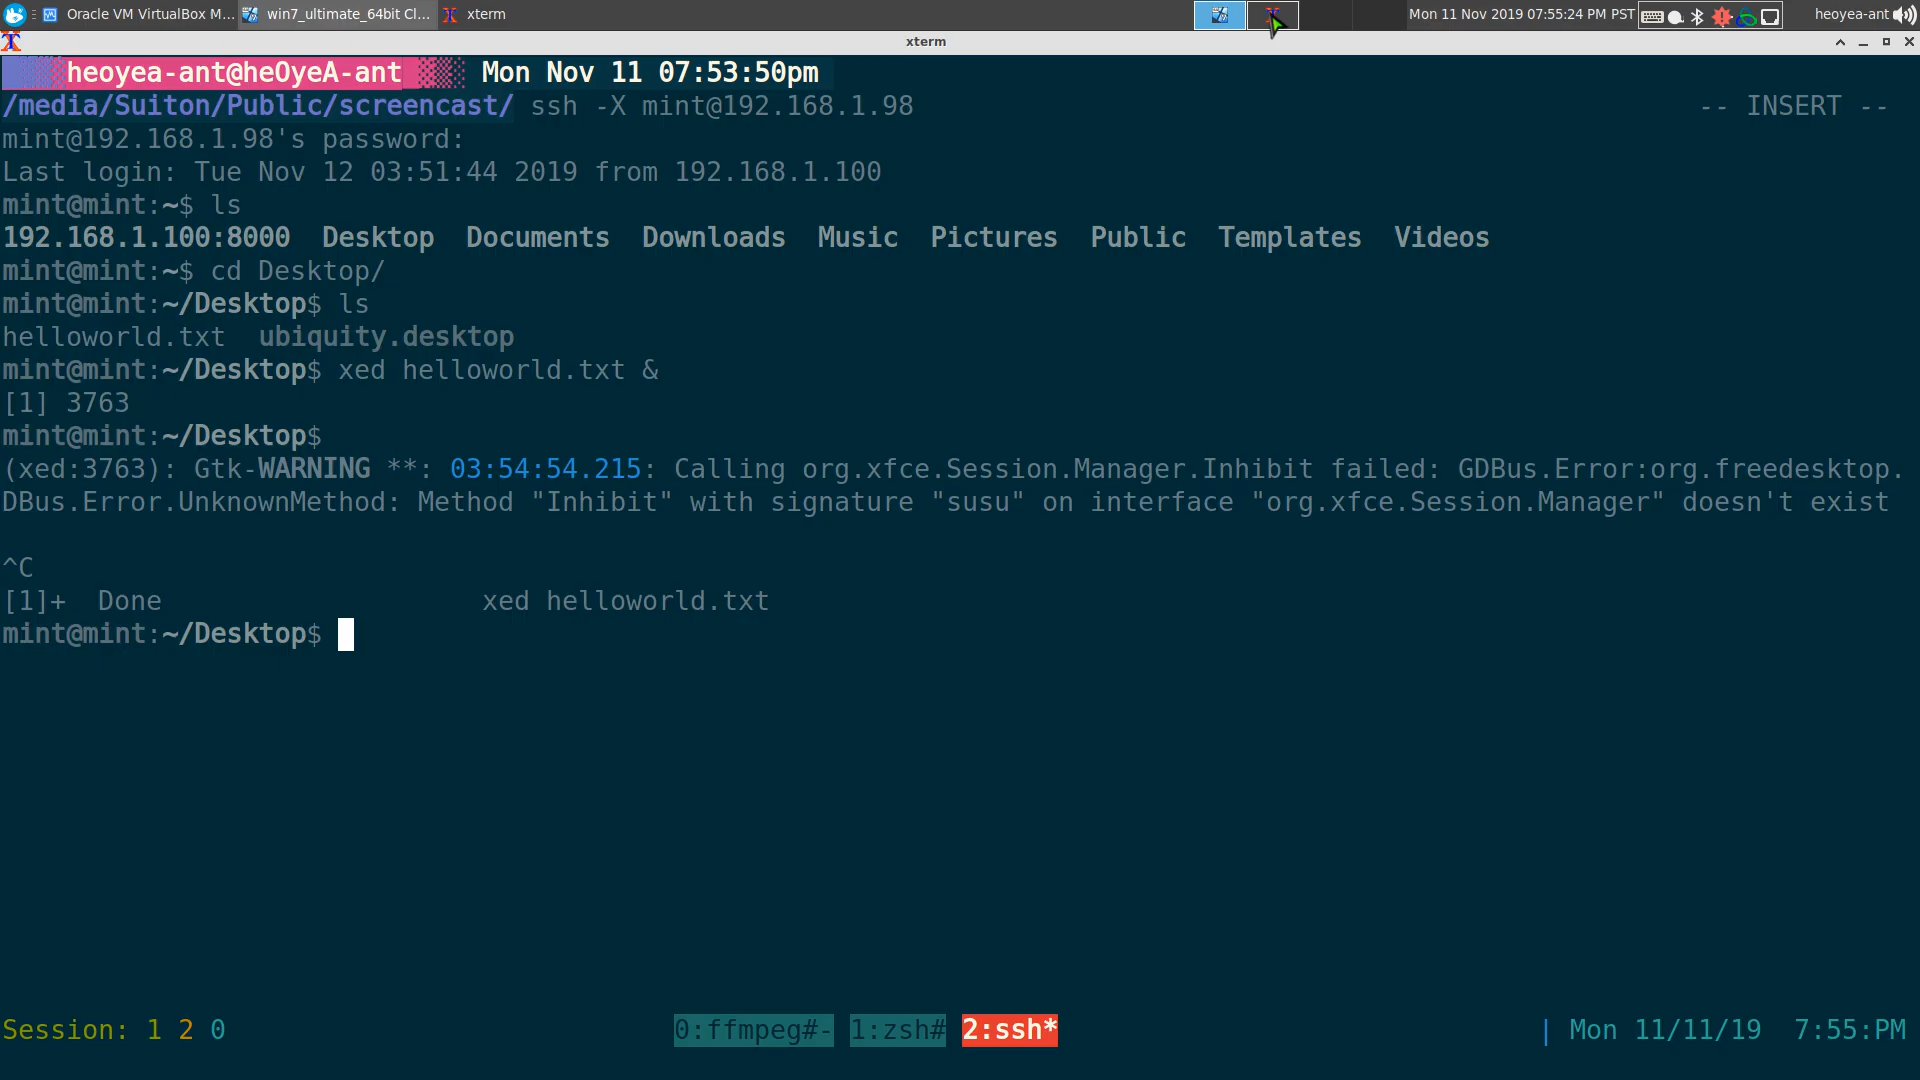 Oracle VM VirtualBox M... win7_ultimate_64bit Cl... xterm Mon 11 Nov 2019 07:55:24 PM PST heoyea-ant
xterm
heoyea-ant@heOyeA-ant Mon Nov 11 07:53:50pm
/media/Suiton/Public/screencast/ ssh -X mint@192.168.1.98 -- INSERT --
mint@192.168.1.98's password:
Last login: Tue Nov 12 03:51:44 2019 from 192.168.1.100
mint@mint:~$ ls
192.168.1.100:8000 Desktop Documents Downloads Music Pictures Public Templates Videos
mint@mint:~$ cd Desktop/
mint@mint:~/Desktop$ ls
helloworld.txt ubiquity.desktop
mint@mint:~/Desktop$ xed helloworld.txt &
[1] 3763
mint@mint:~/Desktop$
(xed:3763): Gtk-WARNING **: 03:54:54.215: Calling org.xfce.Session.Manager.Inhibit failed: GDBus.Error:org.freedesktop.
DBus.Error.UnknownMethod: Method "Inhibit" with signature "susu" on interface "org.xfce.Session.Manager" doesn't exist
^C
[1]+ Done xed helloworld.txt
mint@mint:~/Desktop$
Session: 1 2 0 0:ffmpeg#- 1:zsh# 2:ssh* | Mon 11/11/19 7:55:PM